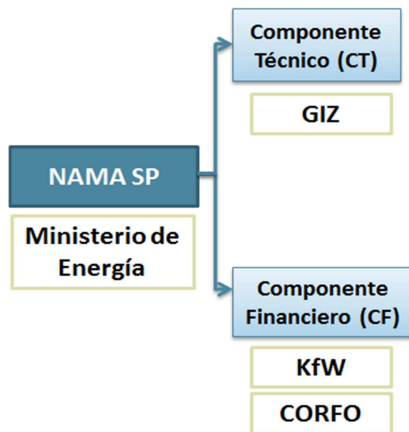 Componente
Técnico (CT)
GIZ
NAMA SP
Ministerio de
Energía
Componente
Financiero (CF)
KfW
CORFO